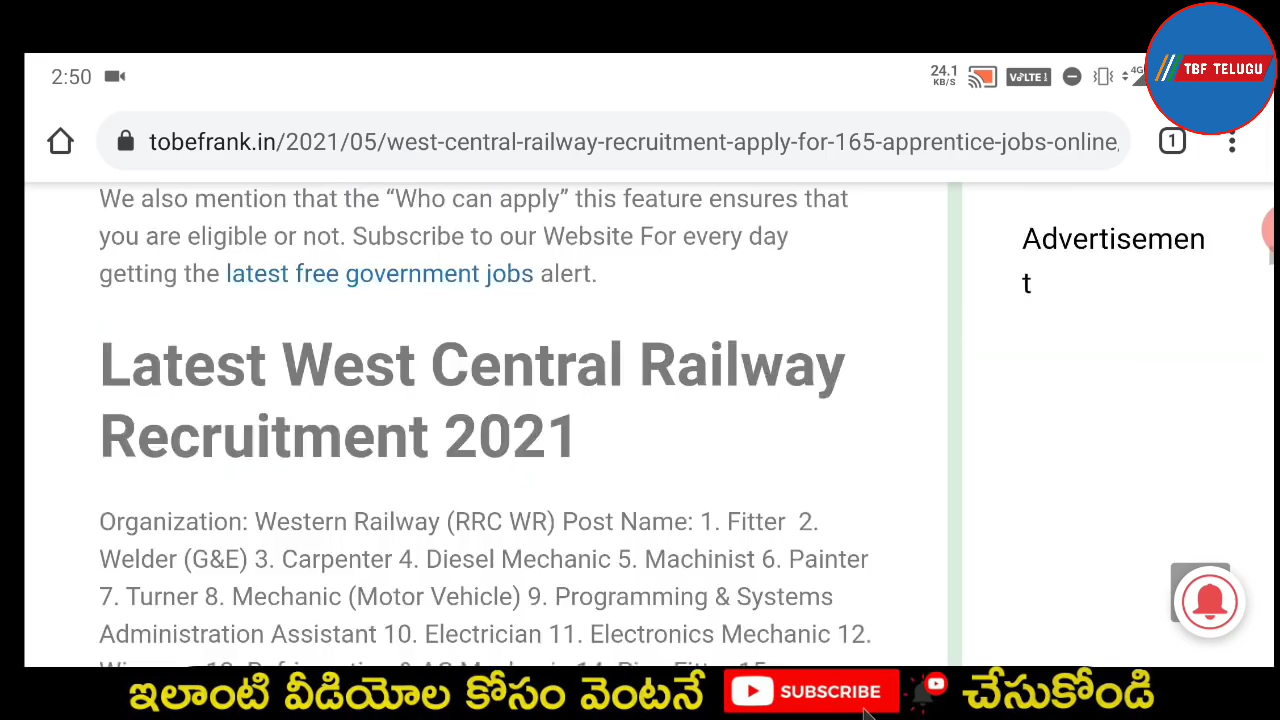 TBF TELUGU
2:50
24.1
KB/S
VoLTE
4G
tobefrank.in/2021/05/west-central-railway-recruitment-apply-for-165-apprentice-jobs-online
1
We also mention that the “Who can apply” this feature ensures that
you are eligible or not. Subscribe to our Website For every day
getting the latest free government jobs alert.
Latest West Central Railway
Recruitment 2021
Organization: Western Railway (RRC WR) Post Name: 1. Fitter 2.
Welder (G&E) 3. Carpenter 4. Diesel Mechanic 5. Machinist 6. Painter
7. Turner 8. Mechanic (Motor Vehicle) 9. Programming & Systems
Administration Assistant 10. Electrician 11. Electronics Mechanic 12.
Advertisemen
t
ఇలాంటి వీడియోల కోసం వెంటనే SUBSCRIBE చేసుకోండి